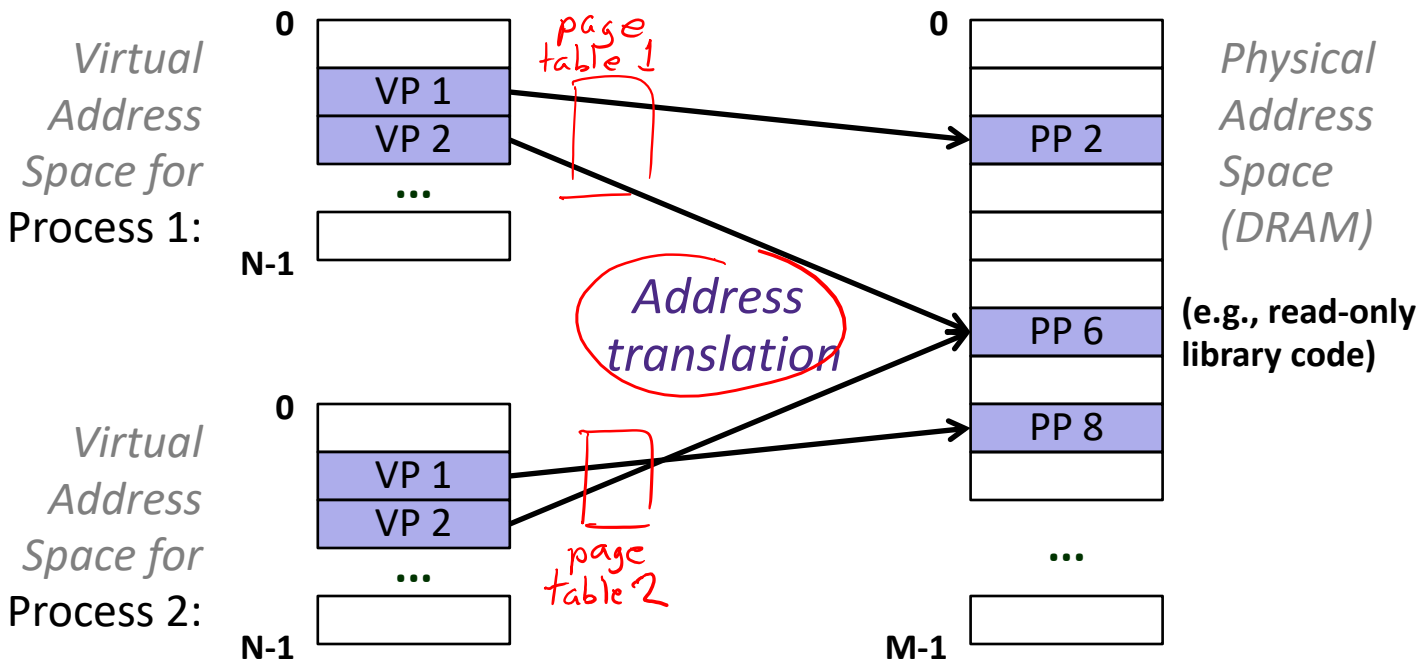 0
Virtual
Address
Space for
Process 1:
VP 1
VP 2
...
N-1
page
table 1
Address
translation
0
Virtual
Address
Space for
Process 2:
VP 1
VP 2
...
N-1
page
table 2
0
PP 2
PP 6
PP 8
...
M-1
Physical
Address
Space
(DRAM)
(e.g., read-only
library code)